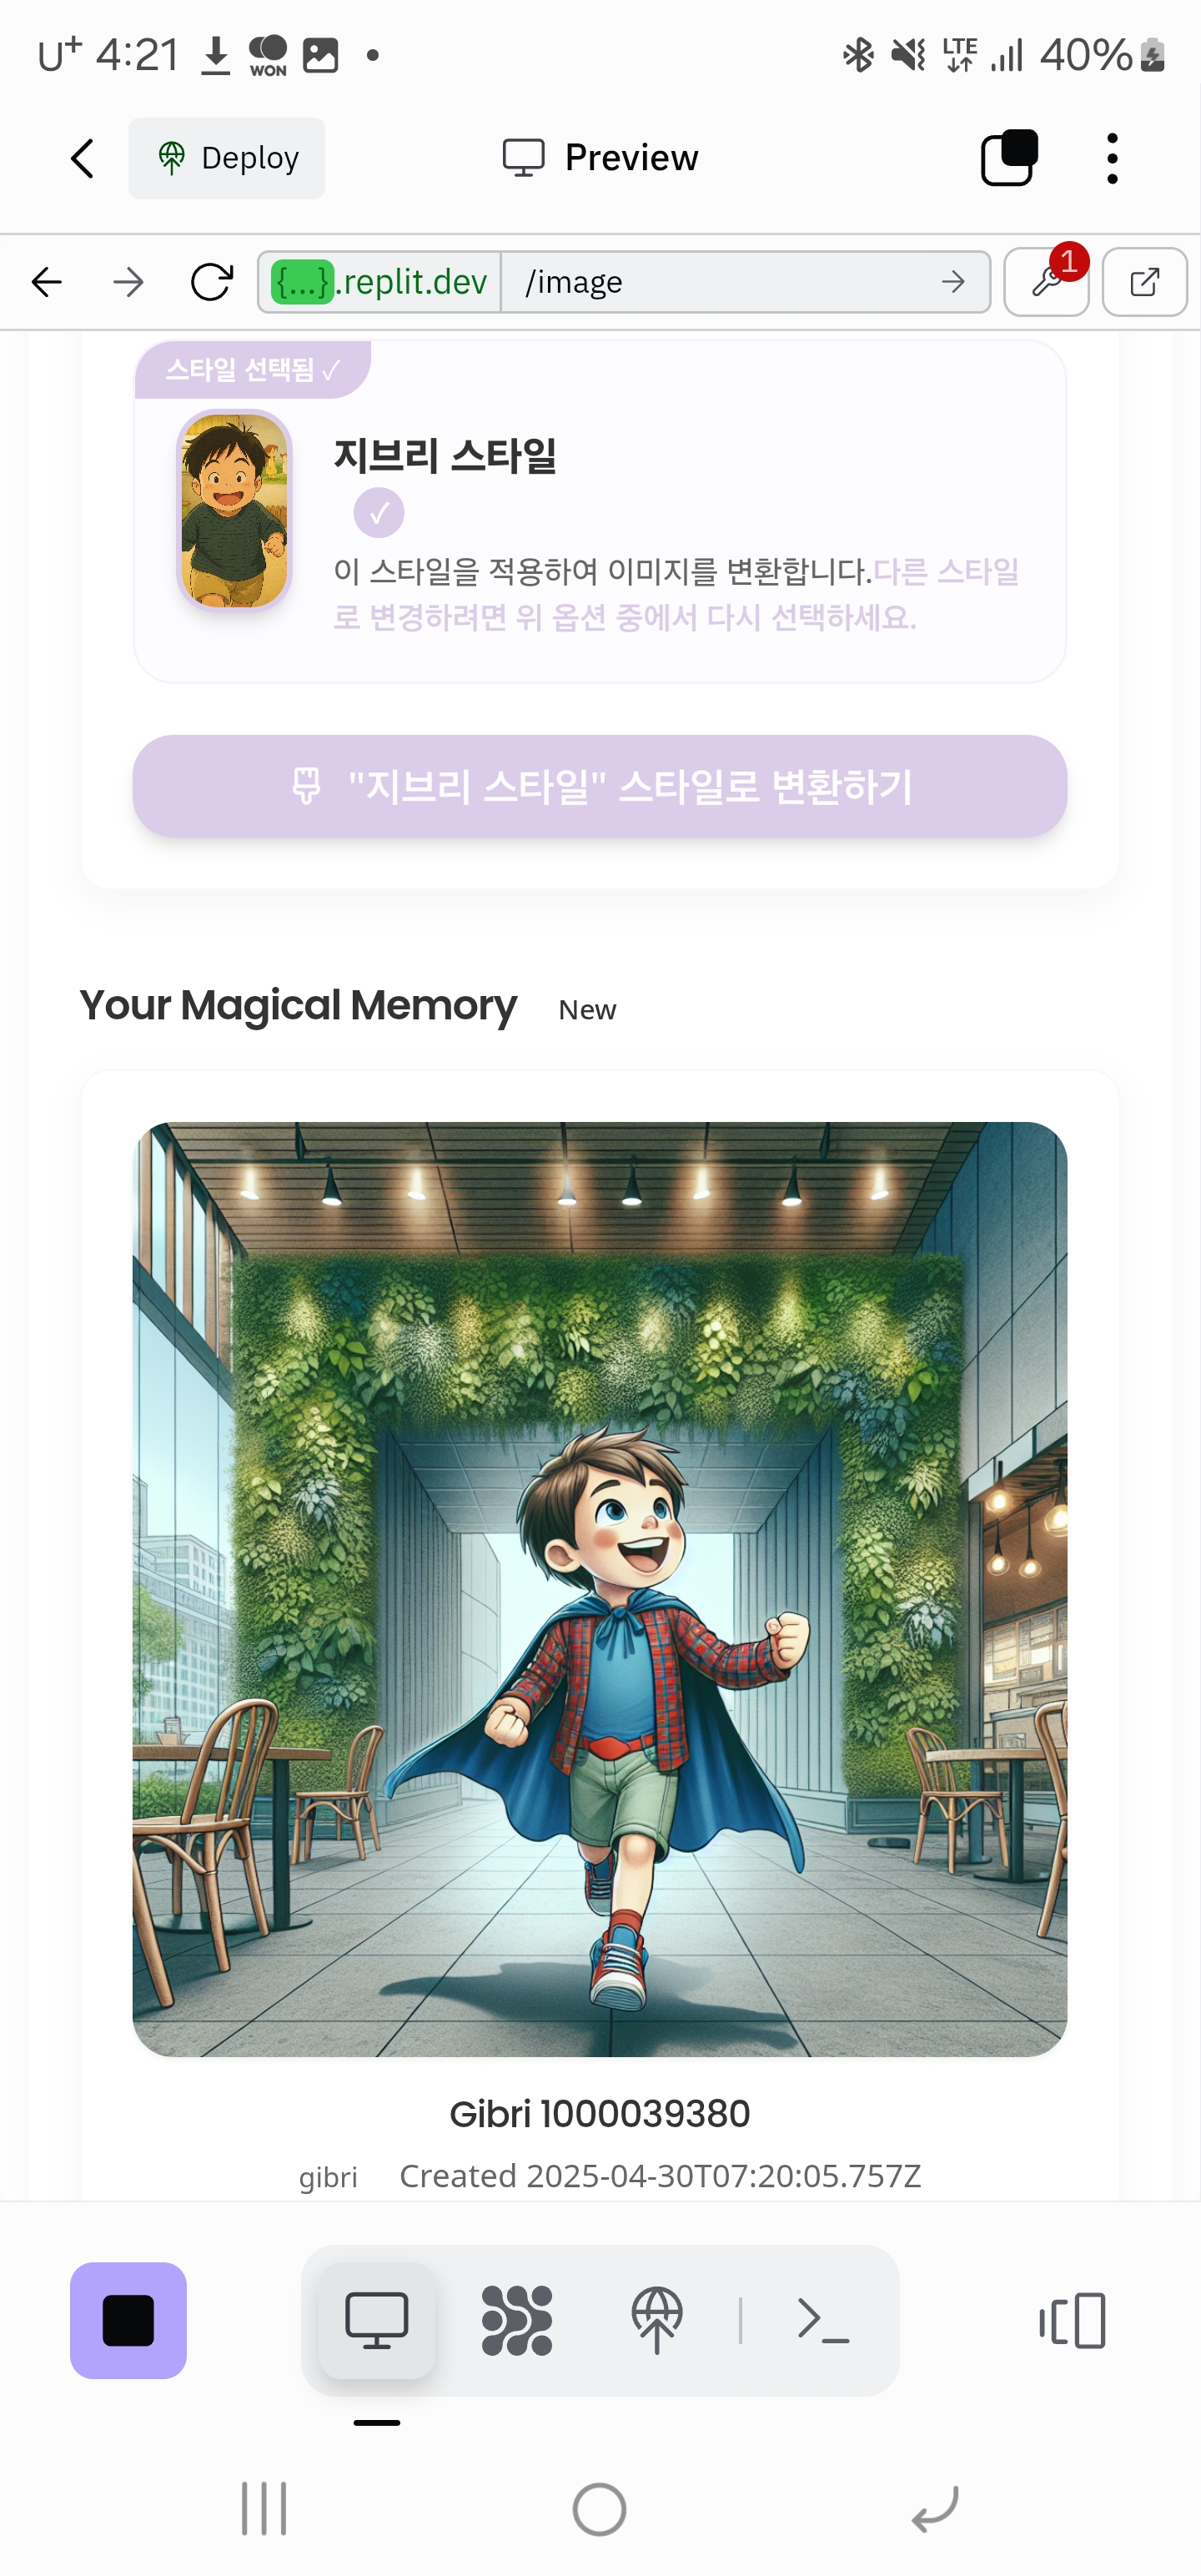 U+ 4:21 WON LTE 40%
Deploy Preview
{...}.replit.dev /image 1
스타일 선택됨 ✓
지브리 스타일
✓
이 스타일을 적용하여 이미지를 변환합니다.다른 스타일
로 변경하려면 위 옵션 중에서 다시 선택하세요.
"지브리 스타일" 스타일로 변환하기
Your Magical Memory New
Gibri 1000039380
gibri Created 2025-04-30T07:20:05.757Z